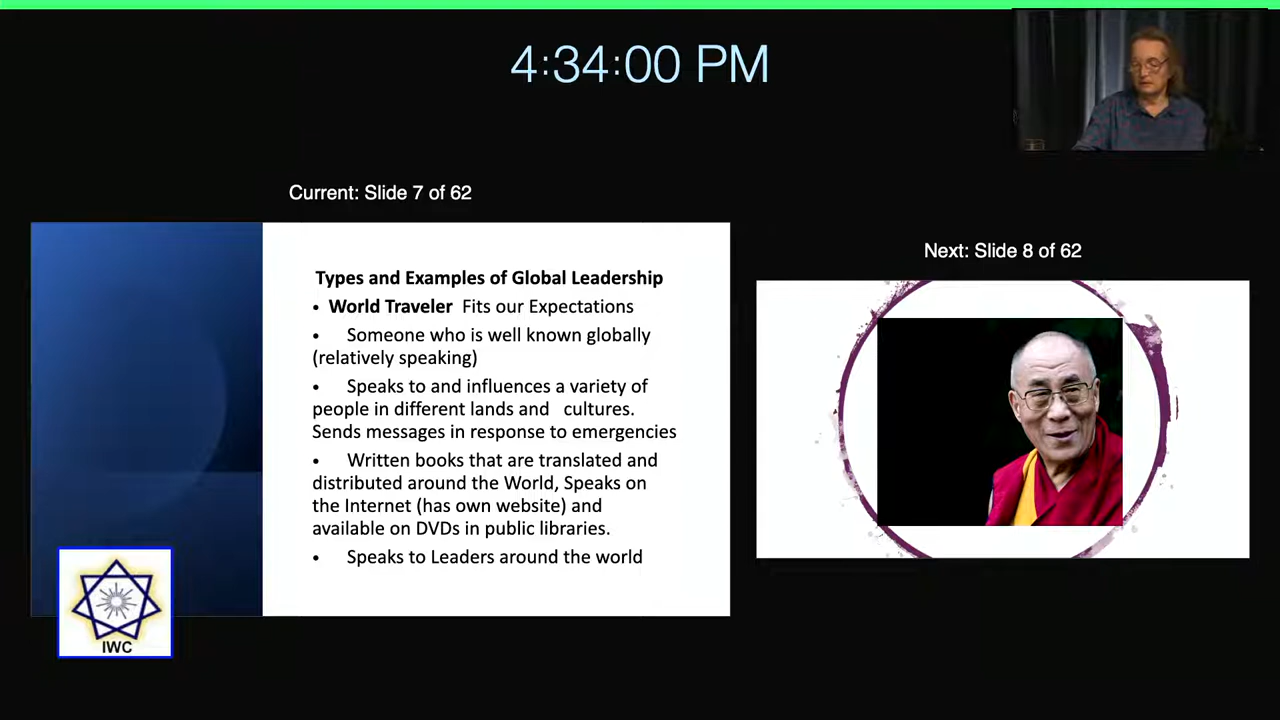 4:34:00 PM
Current: Slide 7 of 62
Types and Examples of Global Leadership
• World Traveler Fits our Expectations
• Someone who is well known globally
(relatively speaking)
• Speaks to and influences a variety of
people in different lands and cultures.
Sends messages in response to emergencies
• Written books that are translated and
distributed around the World, Speaks on
the Internet (has own website) and
available on DVDs in public libraries.
• Speaks to Leaders around the world
IWC
Next: Slide 8 of 62